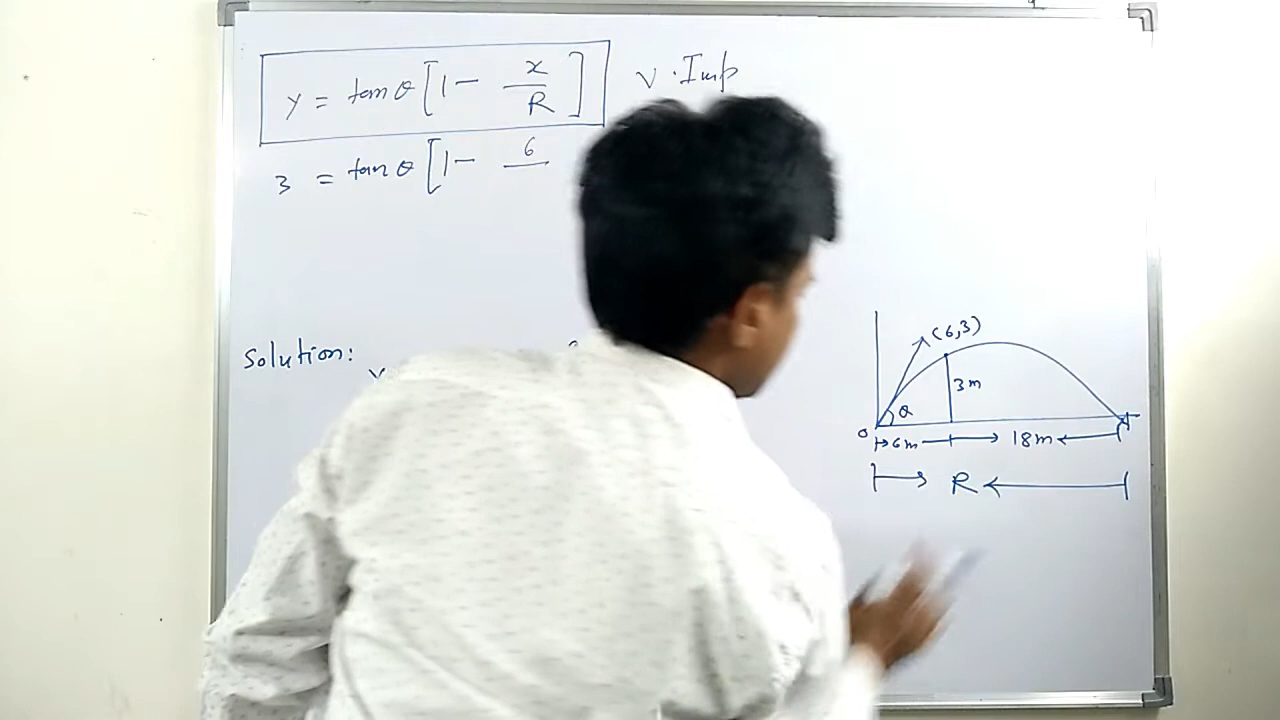 y = tan θ [1 - x/R] V. Imp
3 = tan θ [1 - 6/
Solution:
(6,3)
3m
θ
O
6m 18m
R